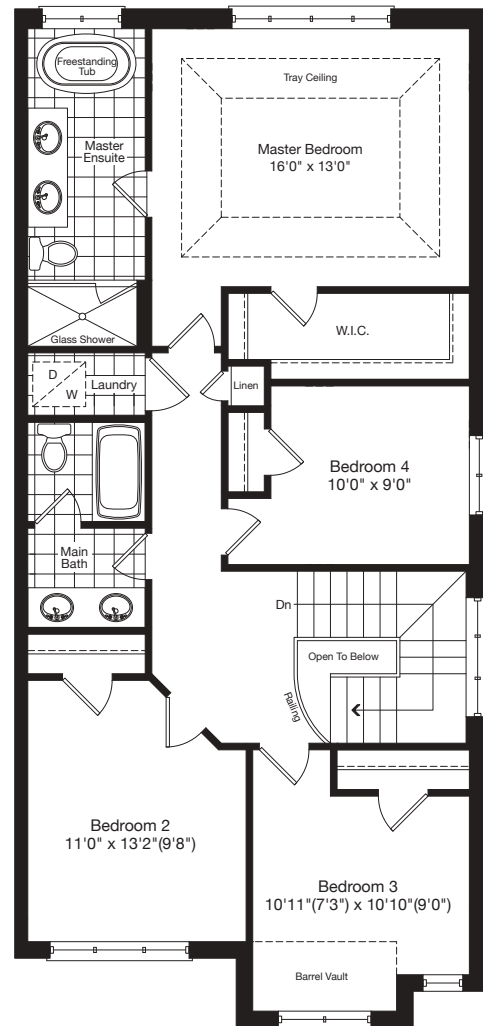 Freestanding
Tub
Tray Ceiling
Master
Ensuite
Master Bedroom
16'0" x 13'0"
Glass Shower
W.I.C.
D
W
Laundry
Linen
Bedroom 4
10'0" x 9'0"
Main
Bath
Dn
Open To Below
Railing
Bedroom 2
11'0" x 13'2"(9'8")
Bedroom 3
10'11"(7'3") x 10'10"(9'0")
Barrel Vault